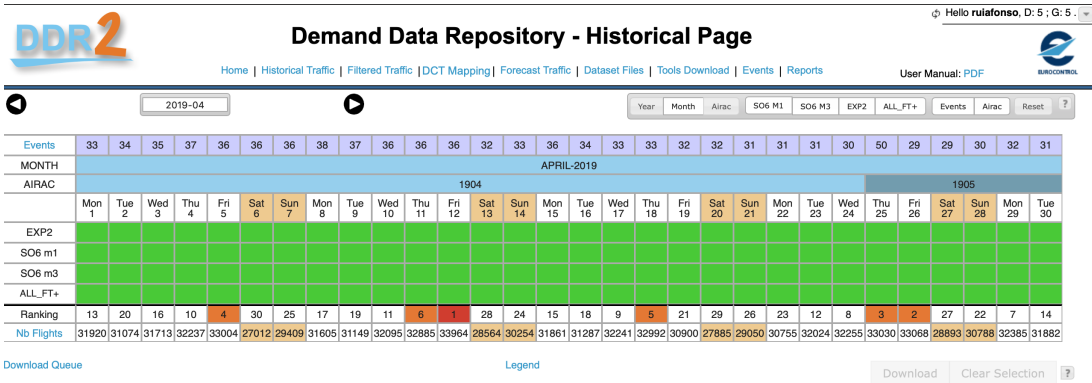 Hello ruiafonso, D: 5 ; G: 5 .
DDR2
Demand Data Repository - Historical Page
Home | Historical Traffic | Filtered Traffic | DCT Mapping | Forecast Traffic | Dataset Files | Tools Download | Events | Reports
User Manual: PDF
EUROCONTROL
2019-04
Year Month Airac SO6 M1 SO6 M3 EXP2 ALL_FT+ Events Airac Reset ?
Events 33 34 35 37 36 36 36 38 37 36 36 36 32 33 36 34 33 33 32 32 31 31 31 30 50 29 29 30 32 31
MONTH APRIL-2019
AIRAC 1904 1905
Mon Tue Wed Thu Fri Sat Sun Mon Tue Wed Thu Fri Sat Sun Mon Tue Wed Thu Fri Sat Sun Mon Tue Wed Thu Fri Sat Sun Mon Tue
1 2 3 4 5 6 7 8 9 10 11 12 13 14 15 16 17 18 19 20 21 22 23 24 25 26 27 28 29 30
EXP2
SO6 m1
SO6 m3
ALL_FT+
Ranking 13 20 16 10 4 30 25 17 19 11 6 1 28 24 15 18 9 5 21 29 26 23 12 8 3 2 27 22 7 14
Nb Flights 31920 31074 31713 32237 33004 27012 29409 31605 31149 32095 32885 33964 28564 30254 31861 31287 32241 32992 30900 27885 29050 30755 32024 32255 33030 33068 28893 30788 32385 31882
Download Queue Legend
Download Clear Selection ?